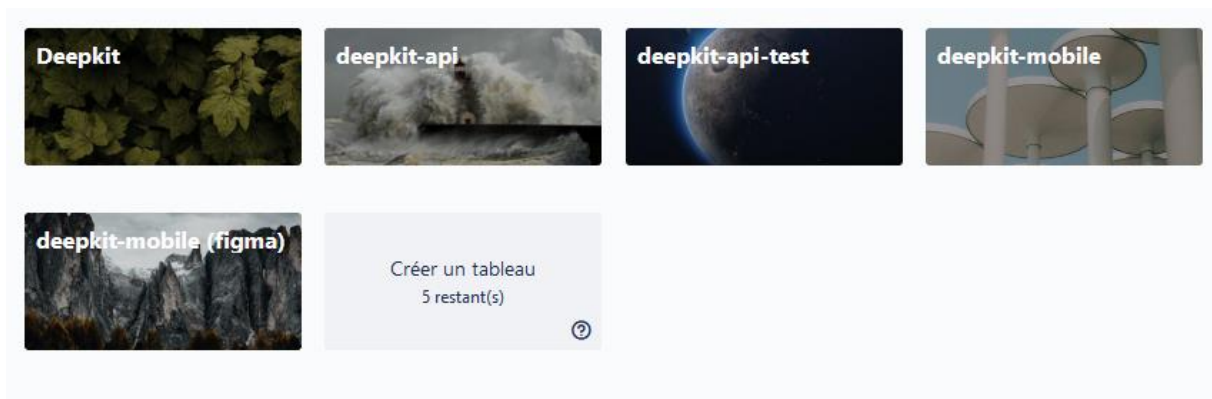 Deepkit
deepkit-api
deepkit-api-test
deepkit-mobile
deepkit-mobile (figma)
Créer un tableau
5 restant(s)